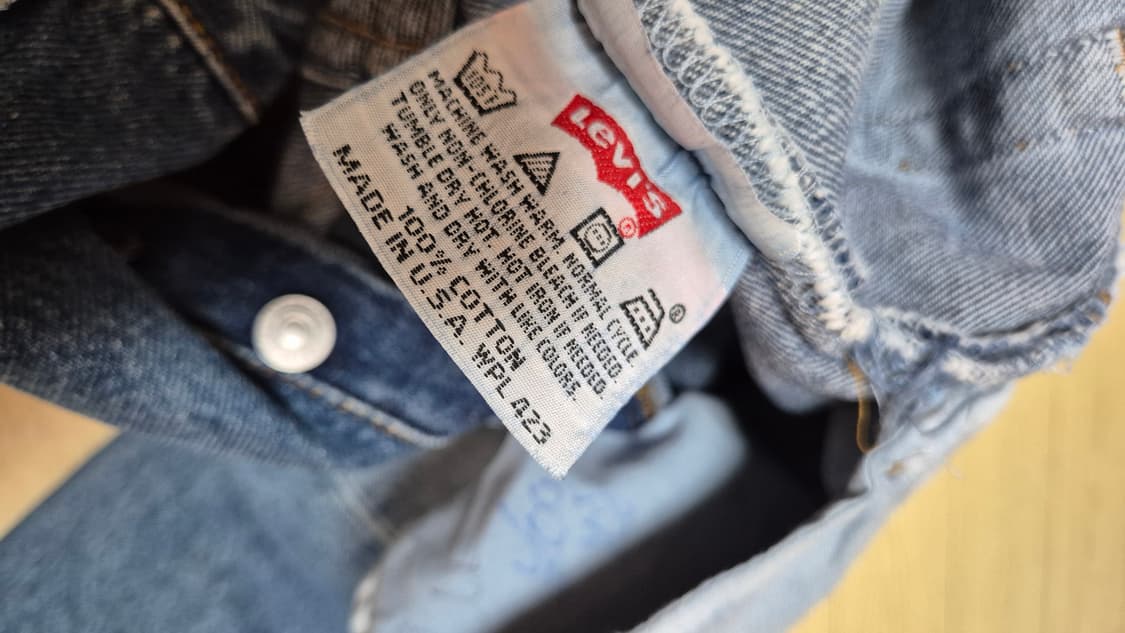 Levi's ®
105°
®
MACHINE WASH WARM. NORMAL CYCLE
ONLY NON-CHLORINE BLEACH IF NEEDED.
TUMBLE DRY HOT. HOT IRON IF NEEDED.
WASH AND DRY WITH LIKE COLORS.
100% COTTON
MADE IN U.S.A. WPL 423